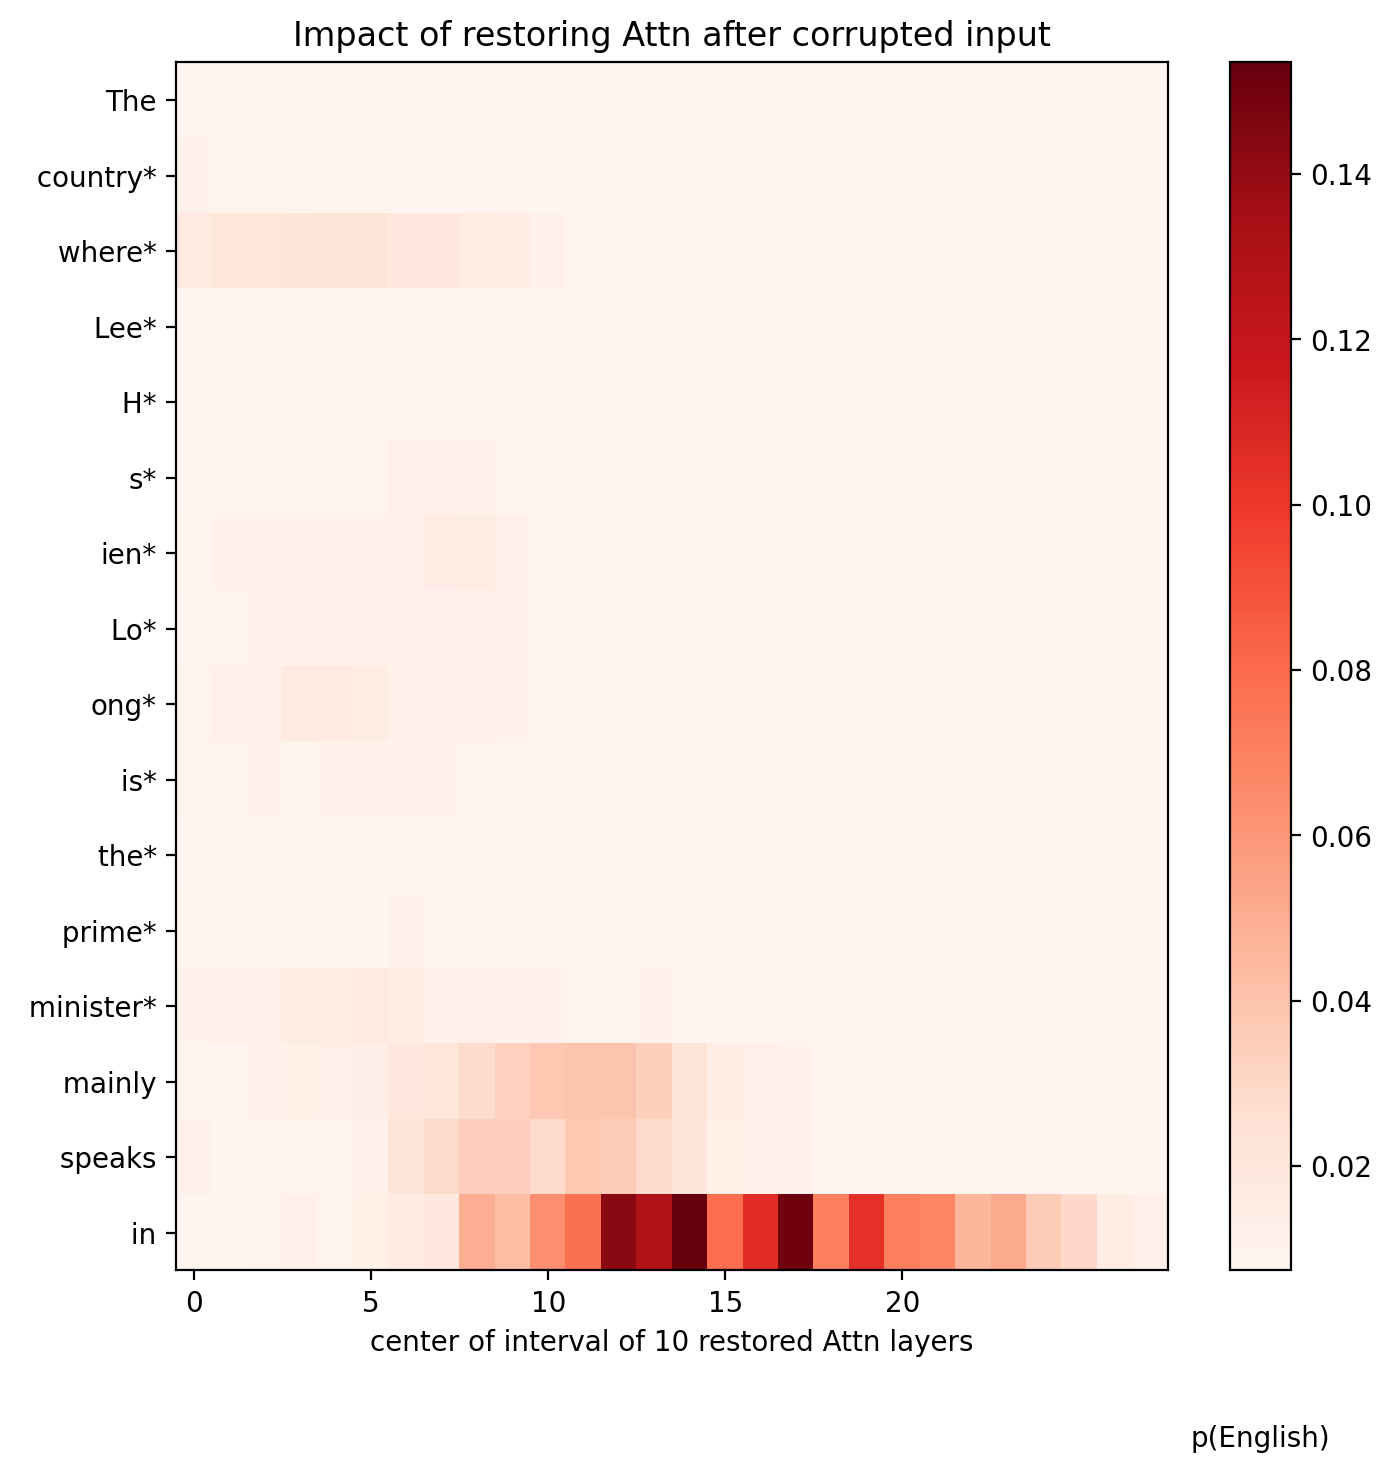 Impact of restoring Attn after corrupted input
The
country*
where*
Lee*
H*
s*
ien*
Lo*
ong*
is*
the*
prime*
minister*
mainly
speaks
in
0 5 10 15 20
center of interval of 10 restored Attn layers
0.14
0.12
0.10
0.08
0.06
0.04
0.02
p(English)